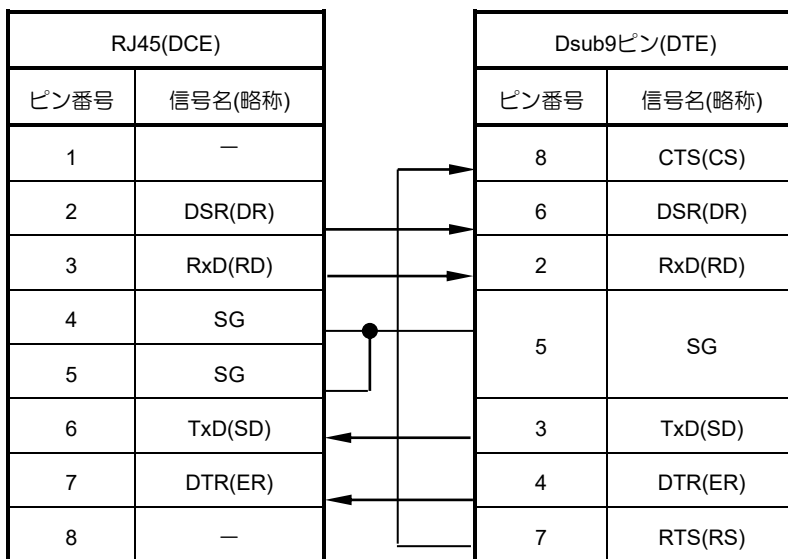 RJ45(DCE) Dsub9ピン(DTE)
ピン番号 信号名(略称) ピン番号 信号名(略称)
1 － 8 CTS(CS)
2 DSR(DR) 6 DSR(DR)
3 RxD(RD) 2 RxD(RD)
4 SG
5 SG
5 SG
6 TxD(SD) 3 TxD(SD)
7 DTR(ER) 4 DTR(ER)
8 － 7 RTS(RS)